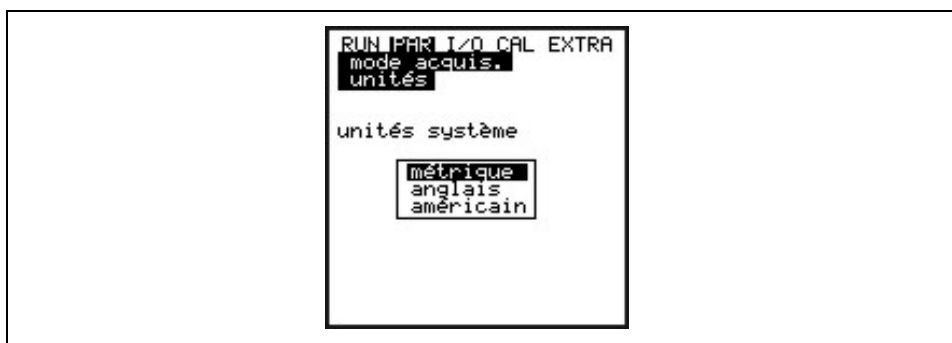 RUN PAR I/O CAL EXTRA
mode acquis.
unités
unités système
métrique
anglais
américain